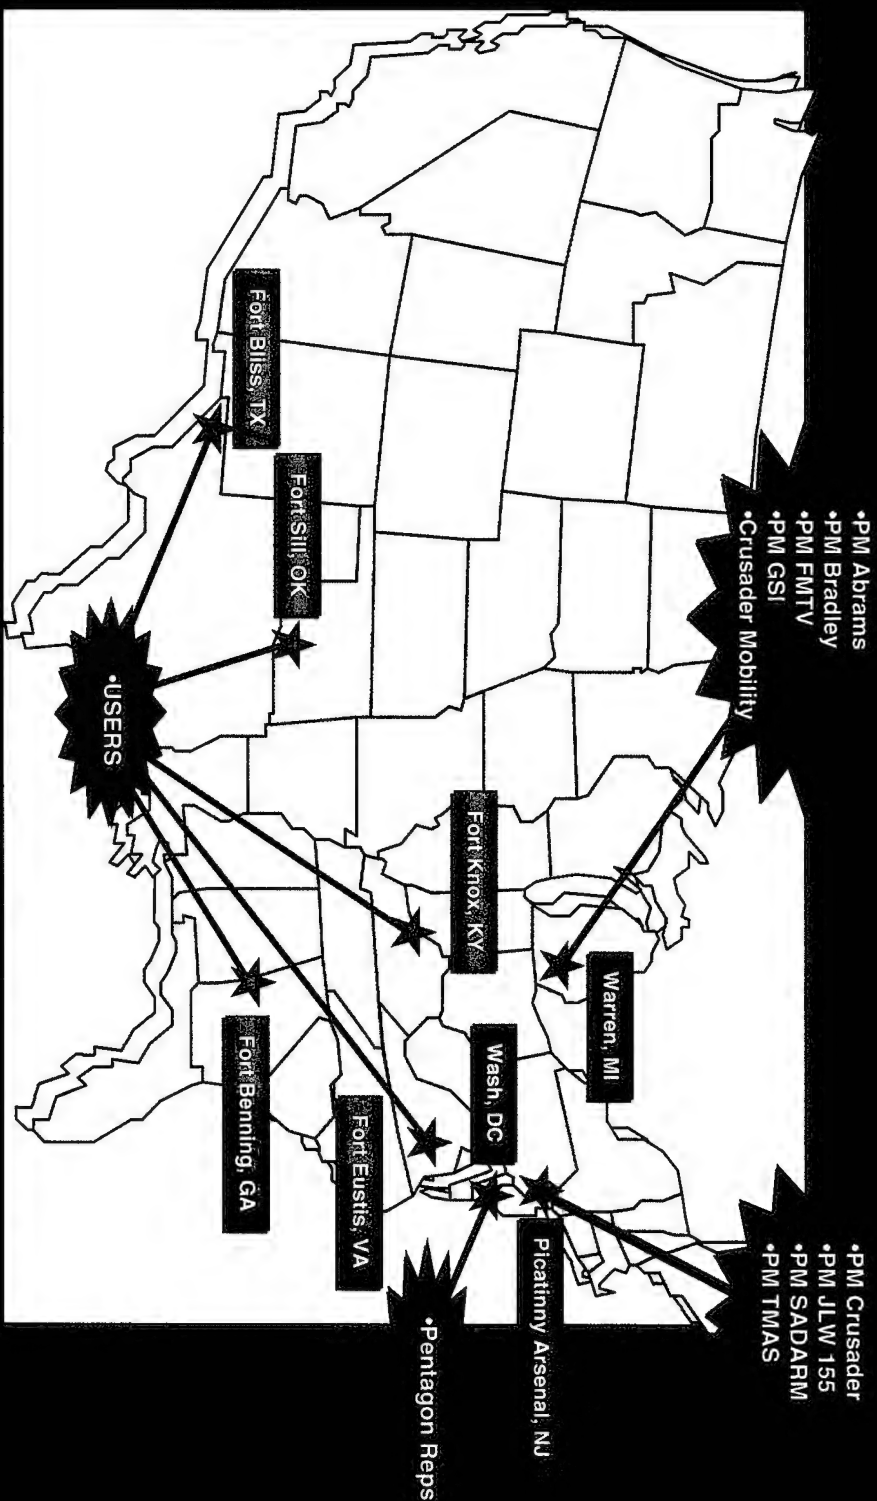 •PM Abrams
•PM Bradley
•PM FMTV
•PM GSI
•Crusader Mobility
•PM Crusader
•PM JLW 155
•PM SADARM
•PM TMAS
Warren, MI
Picatinny Arsenal, NJ
Fort Knox, KY
Wash, DC
•Pentagon Reps
Fort Eustis, VA
Fort Sill, OK
Fort Bliss, TX
Fort Benning, GA
•USERS